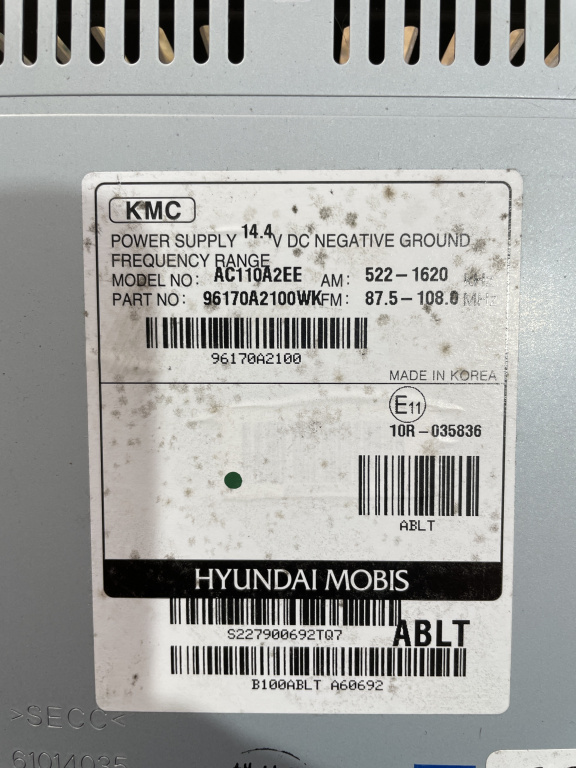 KMC
POWER SUPPLY 14.4 V DC NEGATIVE GROUND
FREQUENCY RANGE
MODEL NO: AC110A2EE AM: 522-1620
PART NO: 96170A2100WK FM: 87.5-108.0 MHz
96170A2100
MADE IN KOREA
E11
10R-035836
ABLT
HYUNDAI MOBIS
S227900692TQ7
ABLT
B100ABLT A60692
>SECC<
61014035